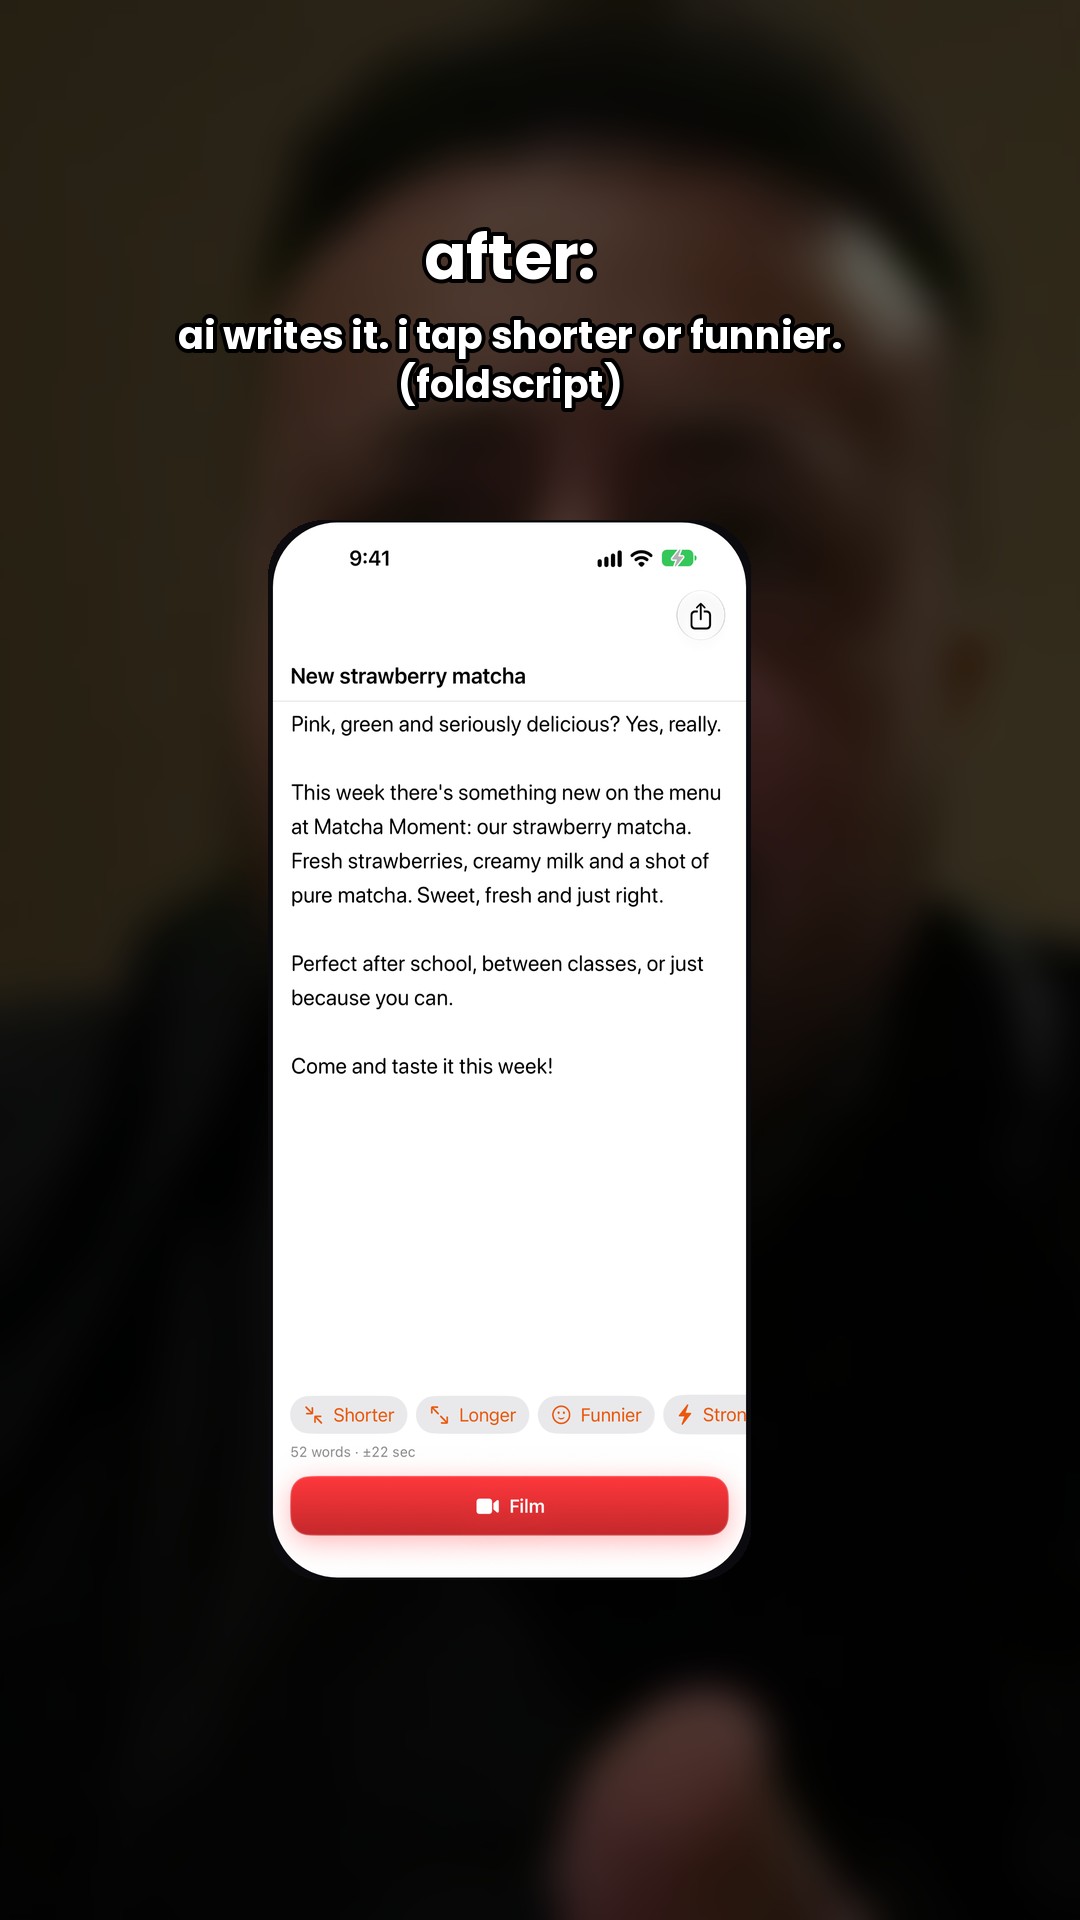 after:
ai writes it. i tap shorter or funnier.
(foldscript)
9:41
New strawberry matcha
Pink, green and seriously delicious? Yes, really.
This week there's something new on the menu
at Matcha Moment: our strawberry matcha.
Fresh strawberries, creamy milk and a shot of
pure matcha. Sweet, fresh and just right.
Perfect after school, between classes, or just
because you can.
Come and taste it this week!
Shorter Longer Funnier Stron
52 words · ±22 sec
Film